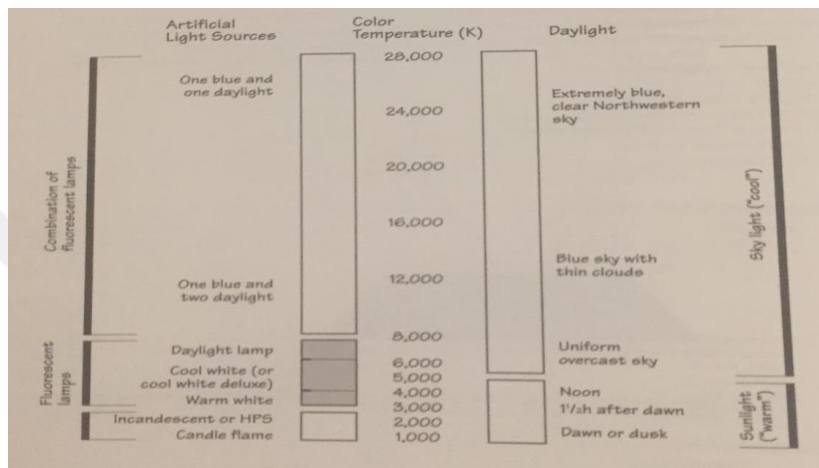 Artificial
Light Sources
Color
Temperature (K)
Daylight
28,000
One blue and
one daylight
Extremely blue,
clear Northwestern
sky
24,000
20,000
16,000
Combination of
fluorescent lamps
Sky light ("cool")
Blue sky with
thin clouds
12,000
One blue and
two daylight
8,000
Daylight lamp
Uniform
overcast sky
6,000
Cool white (or
cool white deluxe)
5,000
Fluorescent
lamps
4,000
Noon
Warm white
3,000
1 1/2h after dawn
Incandescent or HPS
2,000
Candle flame
1,000
Dawn or dusk
Sunlight
("warm")